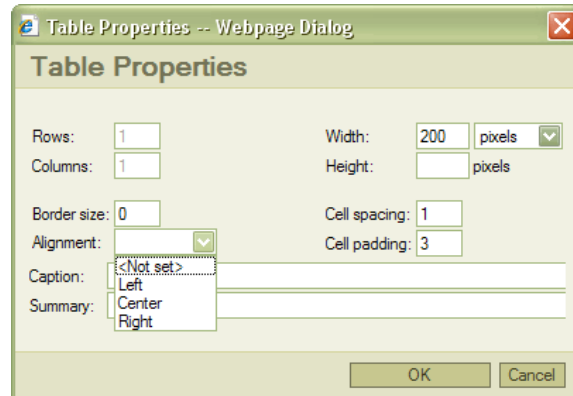 Table Properties -- Webpage Dialog
Table Properties
Rows: 1 Width: 200 pixels
Columns: 1 Height: pixels
Border size: 0 Cell spacing: 1
Alignment: Cell padding: 3
<Not set>
Caption:
Left
Summary: Center
Right
OK Cancel